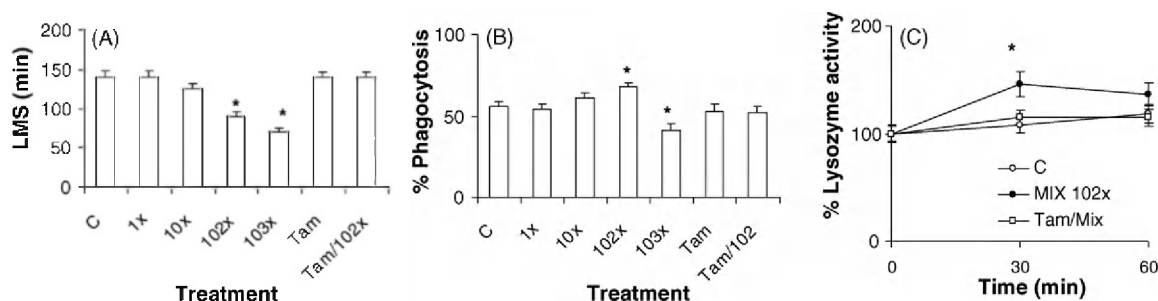 (A)
LMS (min)
200
150
100
50
0
*
*
C
1x
10x
102x
103x
Tam
Tam/102x
Treatment
(B)
% Phagocytosis
100%
50
0
*
*
C
1x
10x
102x
103x
Tam
Tam/102
Treatment
(C)
% Lysozyme activity
200
150
100%
0%
*
C
MIX 102x
Tam/Mix
0
30
60
Time (min)